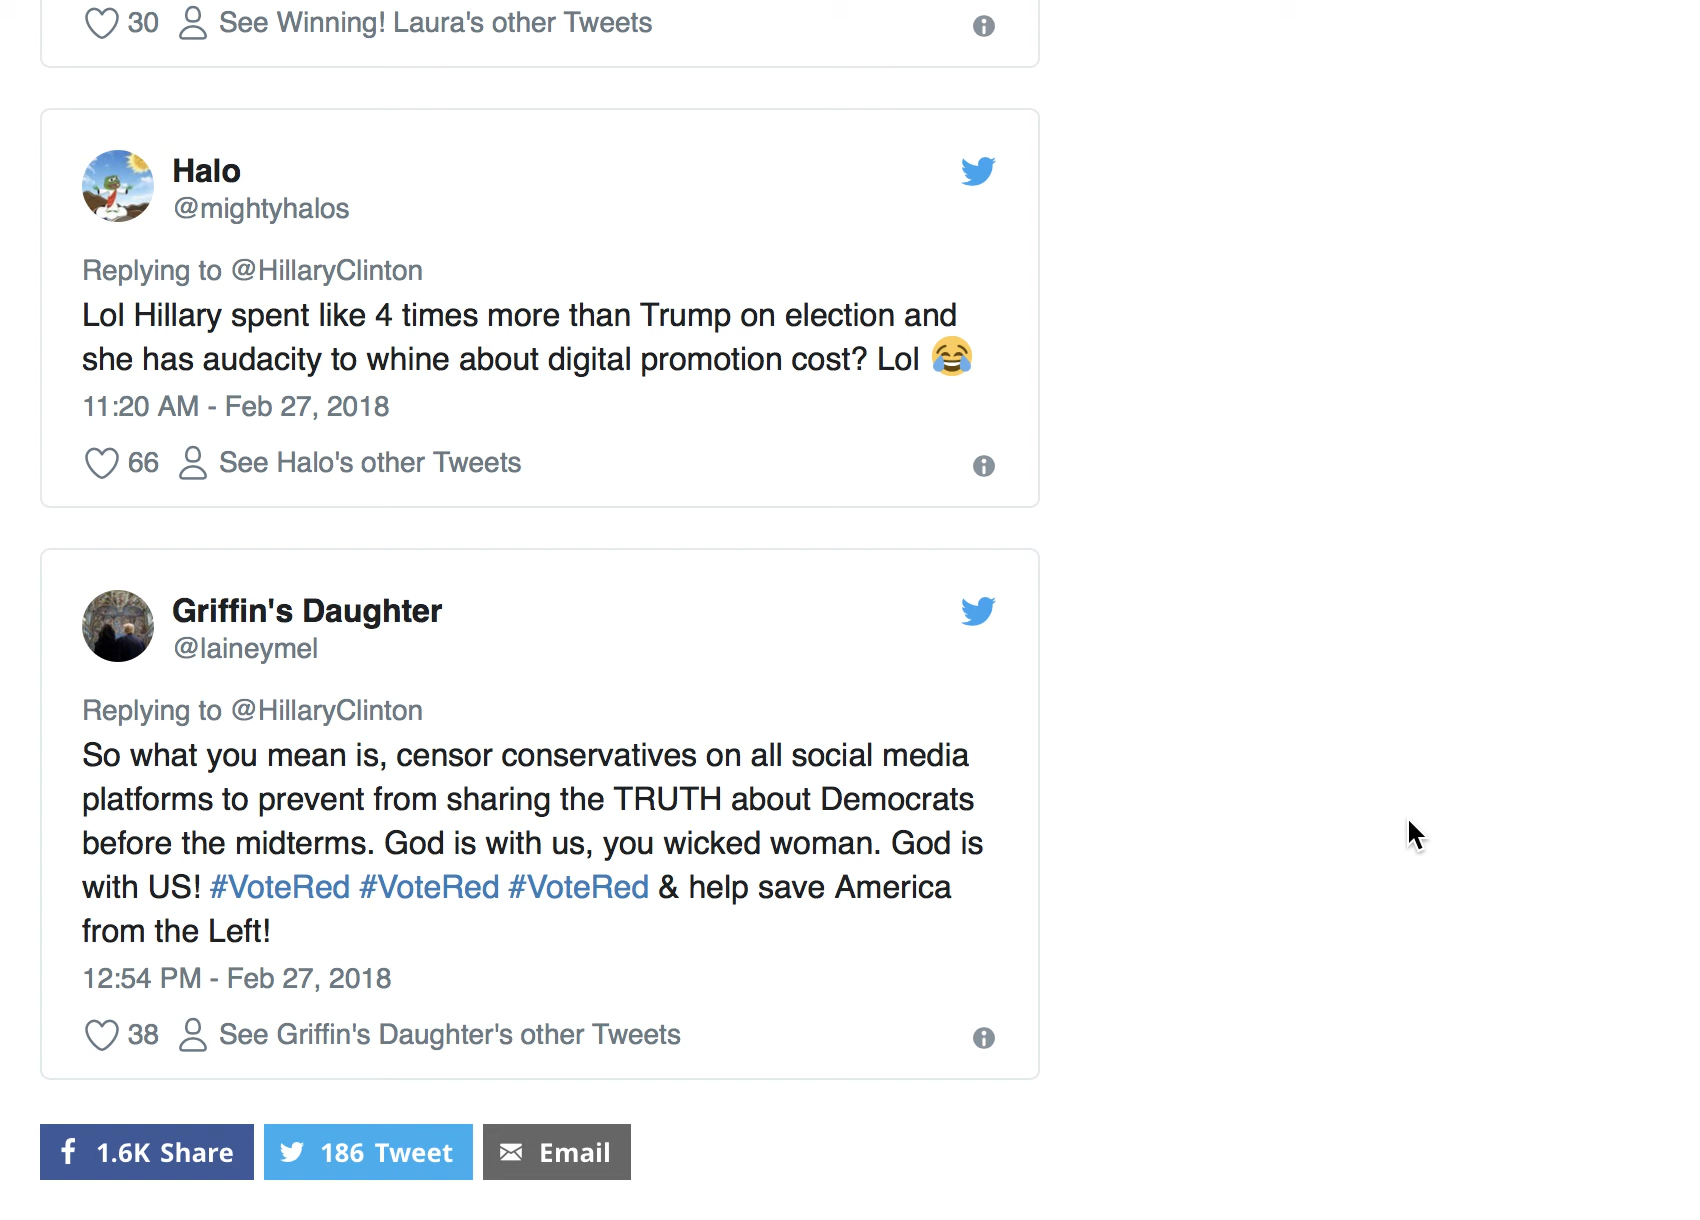 30 See Winning! Laura's other Tweets
Halo
@mightyhalos
Replying to @HillaryClinton
Lol Hillary spent like 4 times more than Trump on election and
she has audacity to whine about digital promotion cost? Lol 😂
11:20 AM - Feb 27, 2018
66 See Halo's other Tweets
Griffin's Daughter
@laineymel
Replying to @HillaryClinton
So what you mean is, censor conservatives on all social media
platforms to prevent from sharing the TRUTH about Democrats
before the midterms. God is with us, you wicked woman. God is
with US! #VoteRed #VoteRed #VoteRed & help save America
from the Left!
12:54 PM - Feb 27, 2018
38 See Griffin's Daughter's other Tweets
1.6K Share 186 Tweet Email